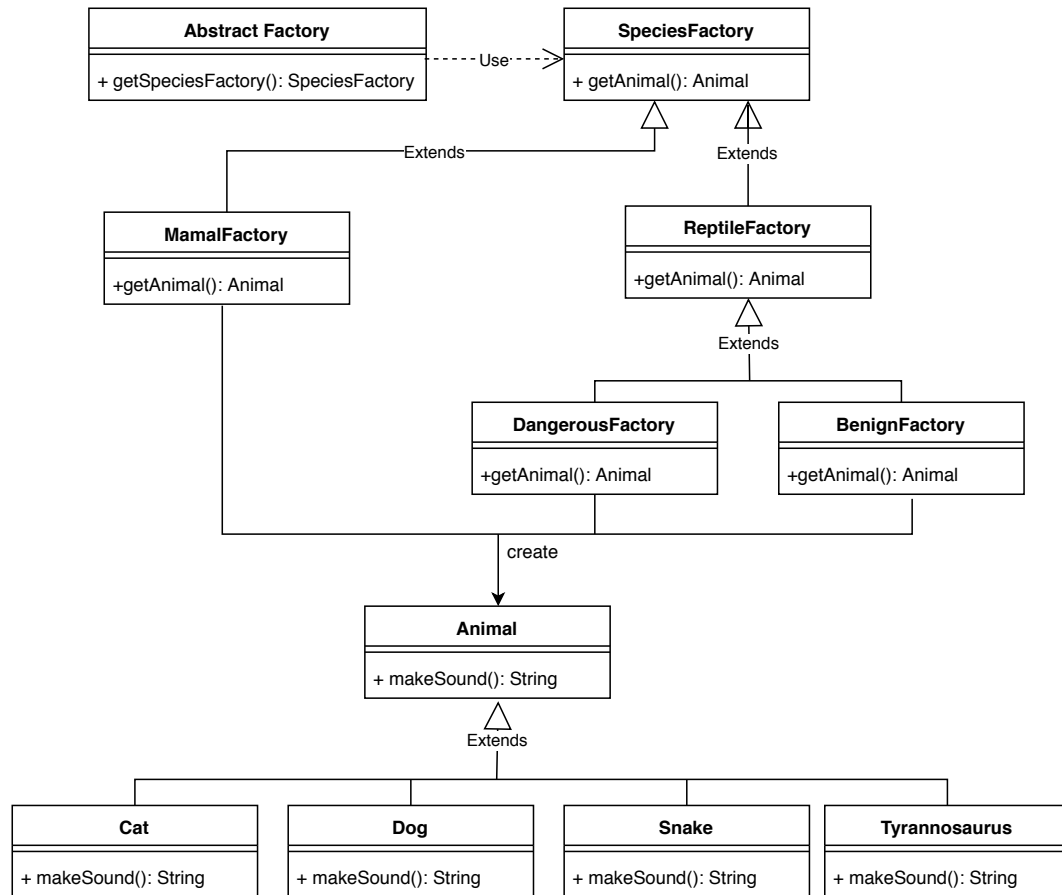 Abstract Factory
+ getSpeciesFactory(): SpeciesFactory
Use
SpeciesFactory
+ getAnimal(): Animal
Extends
Extends
MamalFactory
+getAnimal(): Animal
ReptileFactory
+getAnimal(): Animal
Extends
DangerousFactory
+getAnimal(): Animal
BenignFactory
+getAnimal(): Animal
create
Animal
+ makeSound(): String
Extends
Cat
+ makeSound(): String
Dog
+ makeSound(): String
Snake
+ makeSound(): String
Tyrannosaurus
+ makeSound(): String